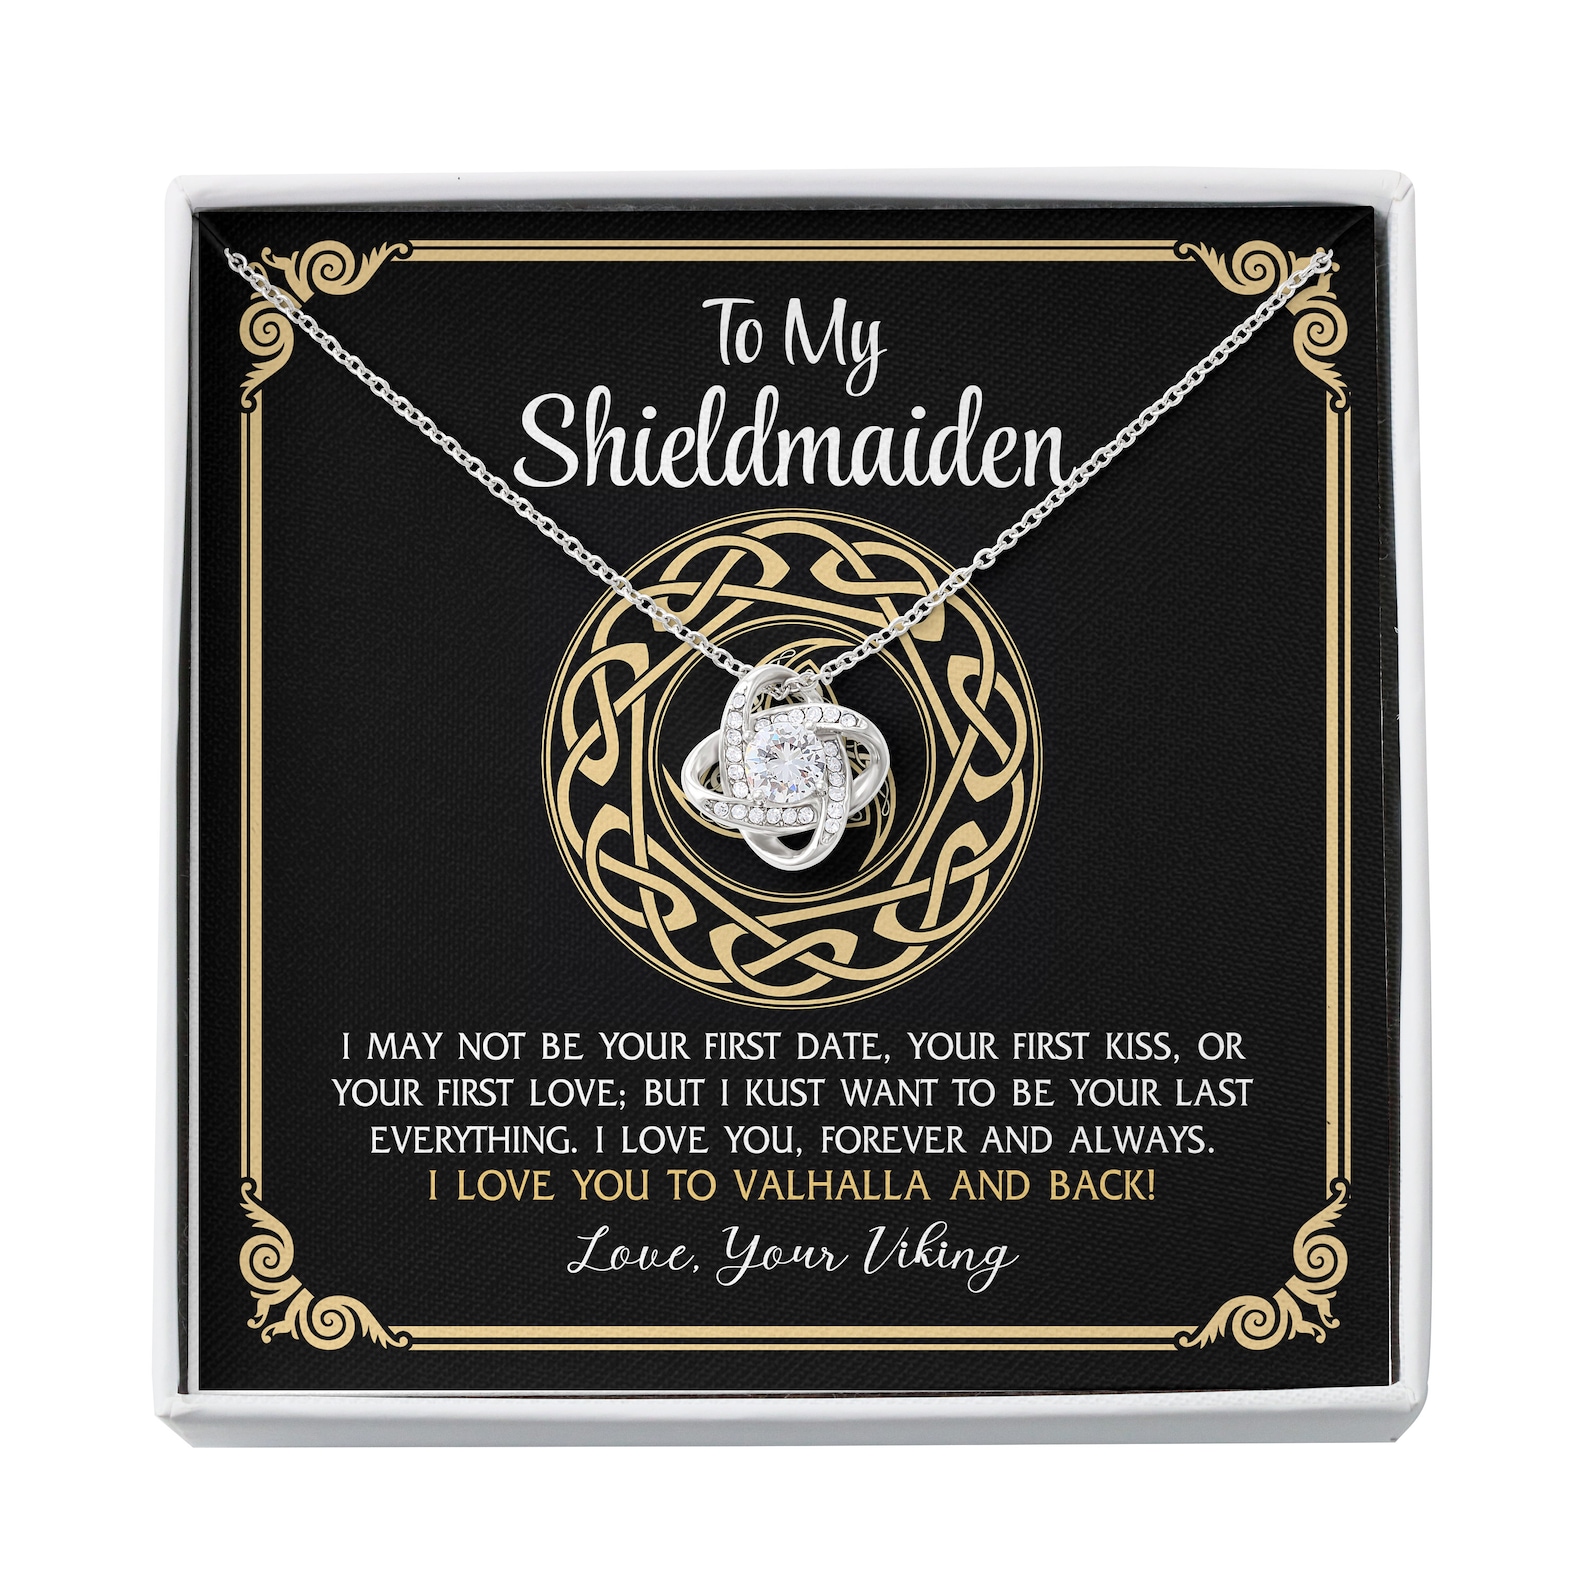 To My
Shieldmaiden
I MAY NOT BE YOUR FIRST DATE, YOUR FIRST KISS, OR
YOUR FIRST LOVE; BUT I KUST WANT TO BE YOUR LAST
EVERYTHING. I LOVE YOU, FOREVER AND ALWAYS.
I LOVE YOU TO VALHALLA AND BACK!
Love, Your Viking